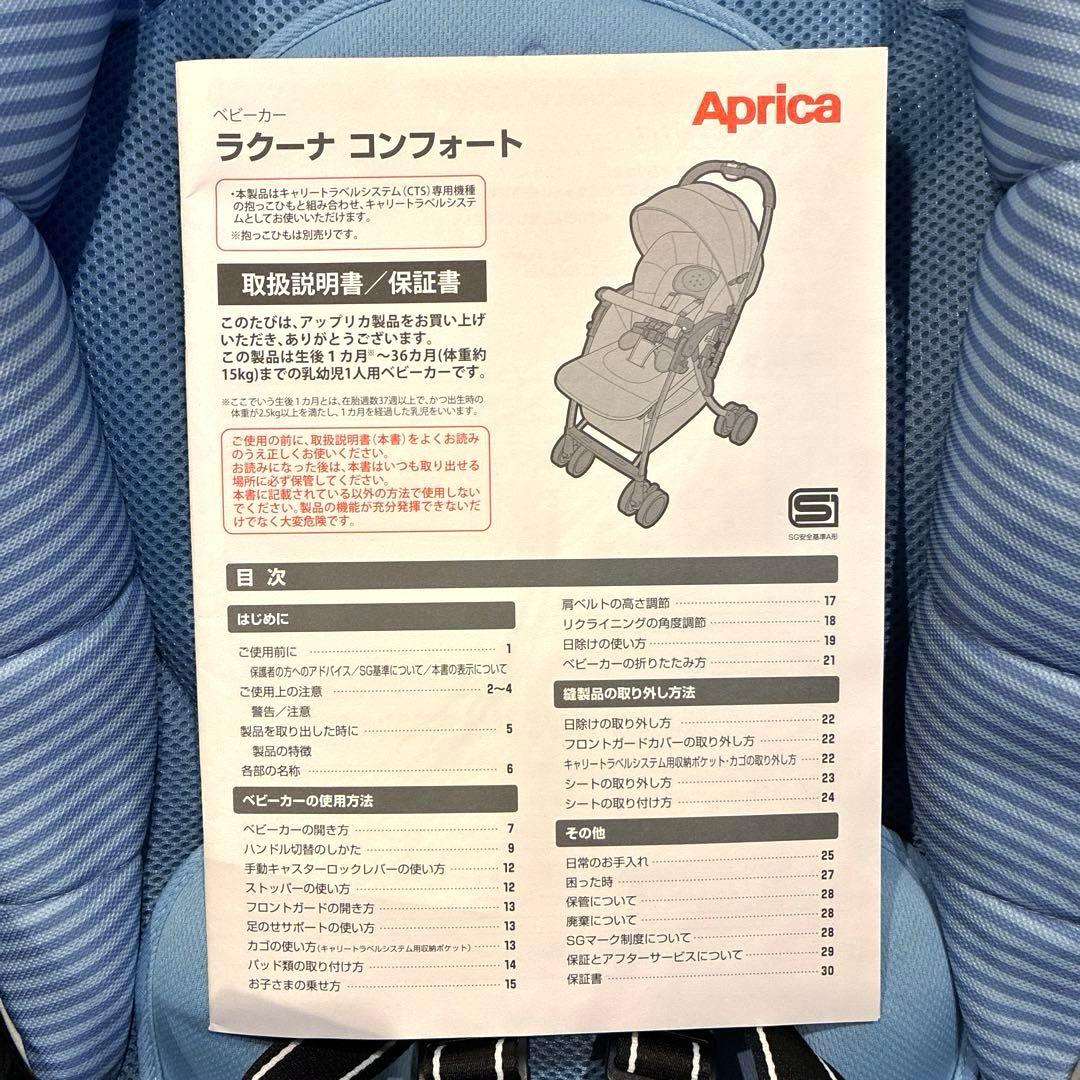 ベビーカー
ラクーナ コンフォート
Aprica
・本製品はキャリートラベルシステム(CTS)専用機種
の抱っこひもと組み合わせ、キャリートラベルシステ
ムとしてお使いいただけます。
※抱っこひもは別売りです。
取扱説明書／保証書
このたびは、アップリカ製品をお買い上げ
いただき、ありがとうございます。
この製品は生後1カ月※〜36カ月(体重約
15kg)までの乳幼児1人用ベビーカーです。
※ここでいう生後1カ月とは、在胎週数37週以上で、かつ出生時の
体重が2.5kg以上を満たし、1カ月を経過した乳児をいいます。
ご使用の前に、取扱説明書(本書)をよくお読み
のうえ正しくお使いください。
お読みになった後は、本書はいつも取り出せる
場所に必ず保管してください。
本書に記載されている以外の方法で使用しない
でください。製品の機能が充分発揮できないだ
けでなく大変危険です。
SG安全基準A形
目 次
はじめに
ご使用前に 1
保護者の方へのアドバイス／SG基準について／本書の表示について
ご使用上の注意 2〜4
警告／注意
製品を取り出した時に 5
製品の特徴
各部の名称 6
ベビーカーの使用方法
ベビーカーの開き方 7
ハンドル切替のしかた 9
手動キャスターロックレバーの使い方 12
ストッパーの使い方 12
フロントガードの開き方 13
足のせサポートの使い方 13
カゴの使い方(キャリートラベルシステム用収納ポケット) 13
パッド類の取り付け方 14
お子さまの乗せ方 15
肩ベルトの高さ調節 17
リクライニングの角度調節 18
日除けの使い方 19
ベビーカーの折りたたみ方 21
縫製品の取り外し方法
日除けの取り外し方 22
フロントガードカバーの取り外し方 22
キャリートラベルシステム用収納ポケット・カゴの取り外し方 22
シートの取り外し方 23
シートの取り付け方 24
その他
日常のお手入れ 25
困った時 27
保管について 28
廃棄について 28
SGマーク制度について 28
保証とアフターサービスについて 29
保証書 30